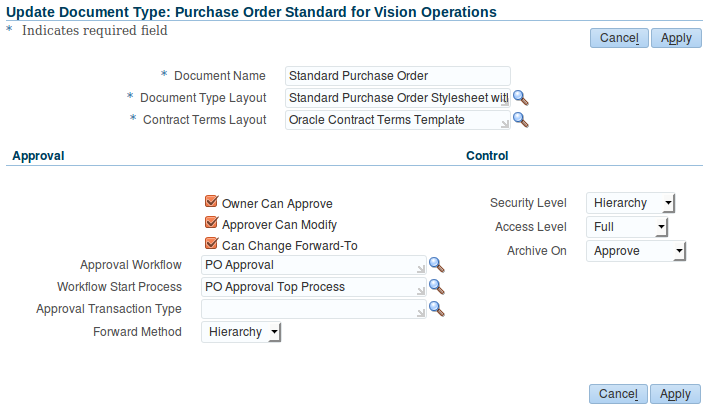 Update Document Type: Purchase Order Standard for Vision Operations
* Indicates required field
Cancel Apply
* Document Name Standard Purchase Order
* Document Type Layout Standard Purchase Order Stylesheet with
* Contract Terms Layout Oracle Contract Terms Template
Approval Control
Owner Can Approve Security Level Hierarchy
Approver Can Modify Access Level Full
Can Change Forward-To Archive On Approve
Approval Workflow PO Approval
Workflow Start Process PO Approval Top Process
Approval Transaction Type
Forward Method Hierarchy
Cancel Apply